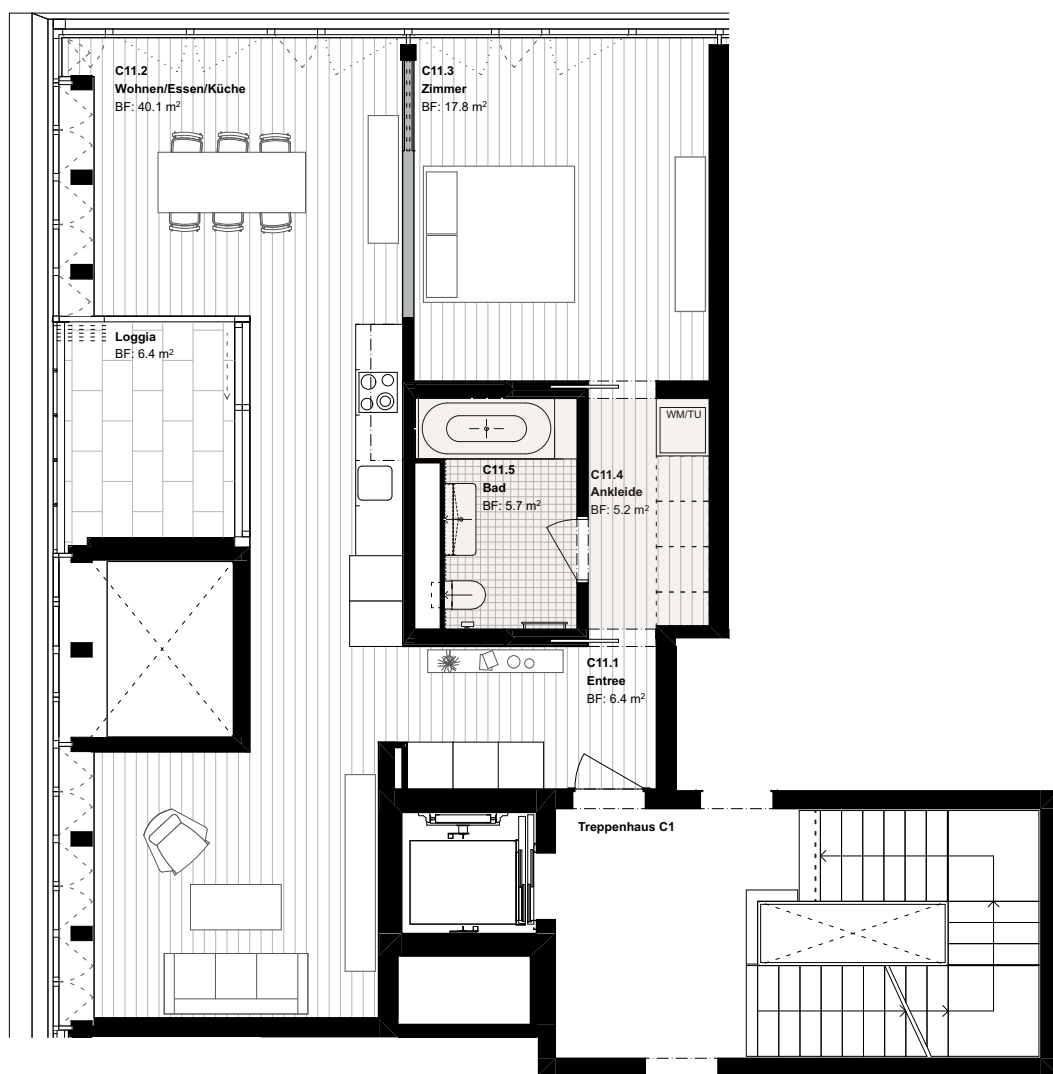 C11.2
Wohnen/Essen/Küche
BF: 40.1 m²
C11.3
Zimmer
BF: 17.8 m²
Loggia
BF: 6.4 m²
WM/TU
C11.5
Bad
BF: 5.7 m²
C11.4
Ankleide
BF: 5.2 m²
C11.1
Entree
BF: 6.4 m²
Treppenhaus C1